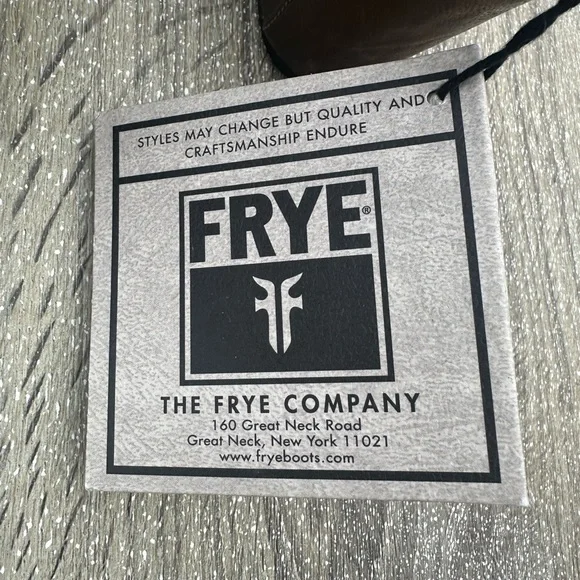 STYLES MAY CHANGE BUT QUALITY AND
CRAFTSMANSHIP ENDURE
FRYE®
THE FRYE COMPANY
160 Great Neck Road
Great Neck, New York 11021
www.fryeboots.com